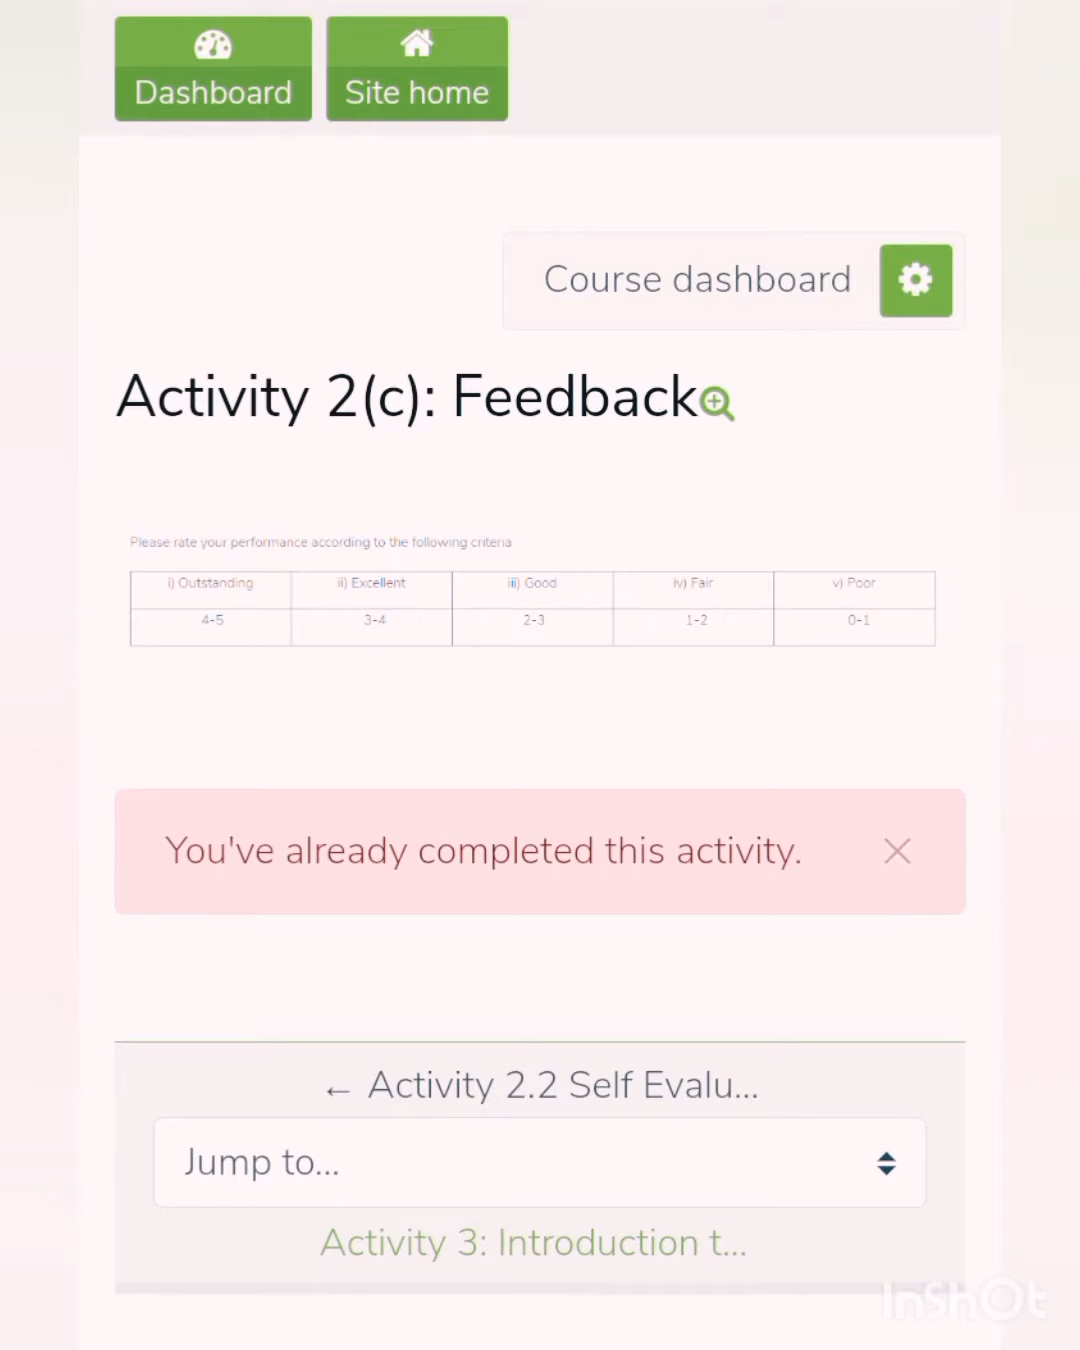 Dashboard
Site home
Course dashboard
Activity 2(c): Feedback
Please rate your performance according to the following criteria
i) Outstanding ii) Excellent iii) Good iv) Fair v) Poor
4-5 3-4 2-3 1-2 0-1
You've already completed this activity.
← Activity 2.2 Self Evalu...
Jump to...
Activity 3: Introduction t...
InShOt